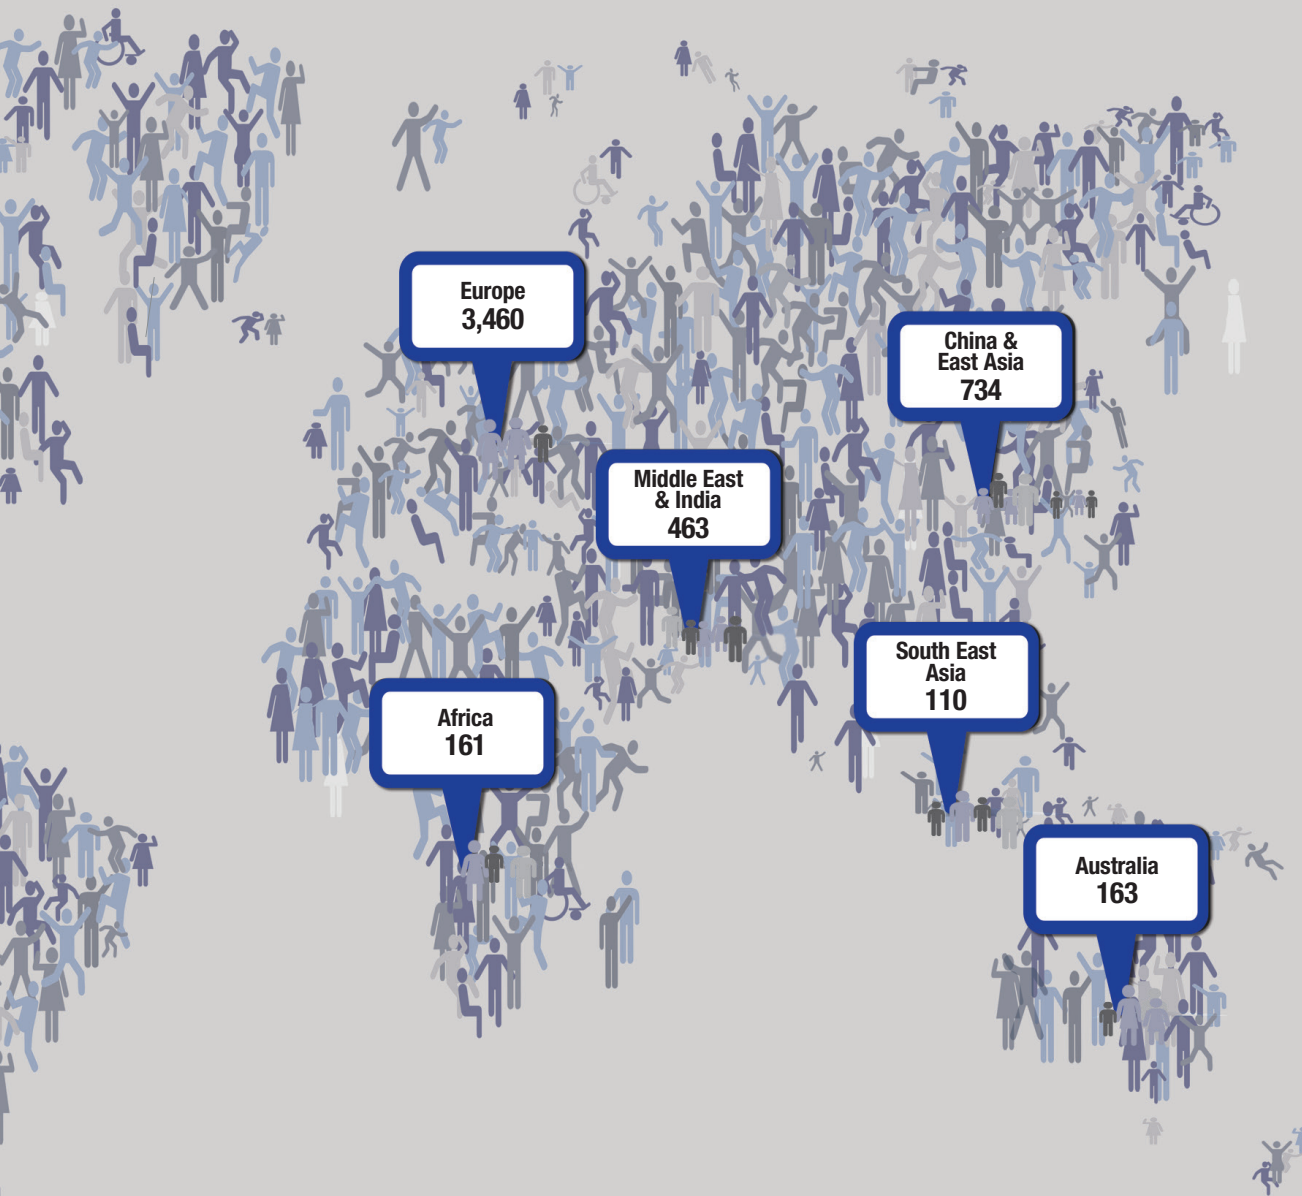 Europe
3,460
China &
East Asia
734
Middle East
& India
463
South East
Asia
110
Africa
161
Australia
163